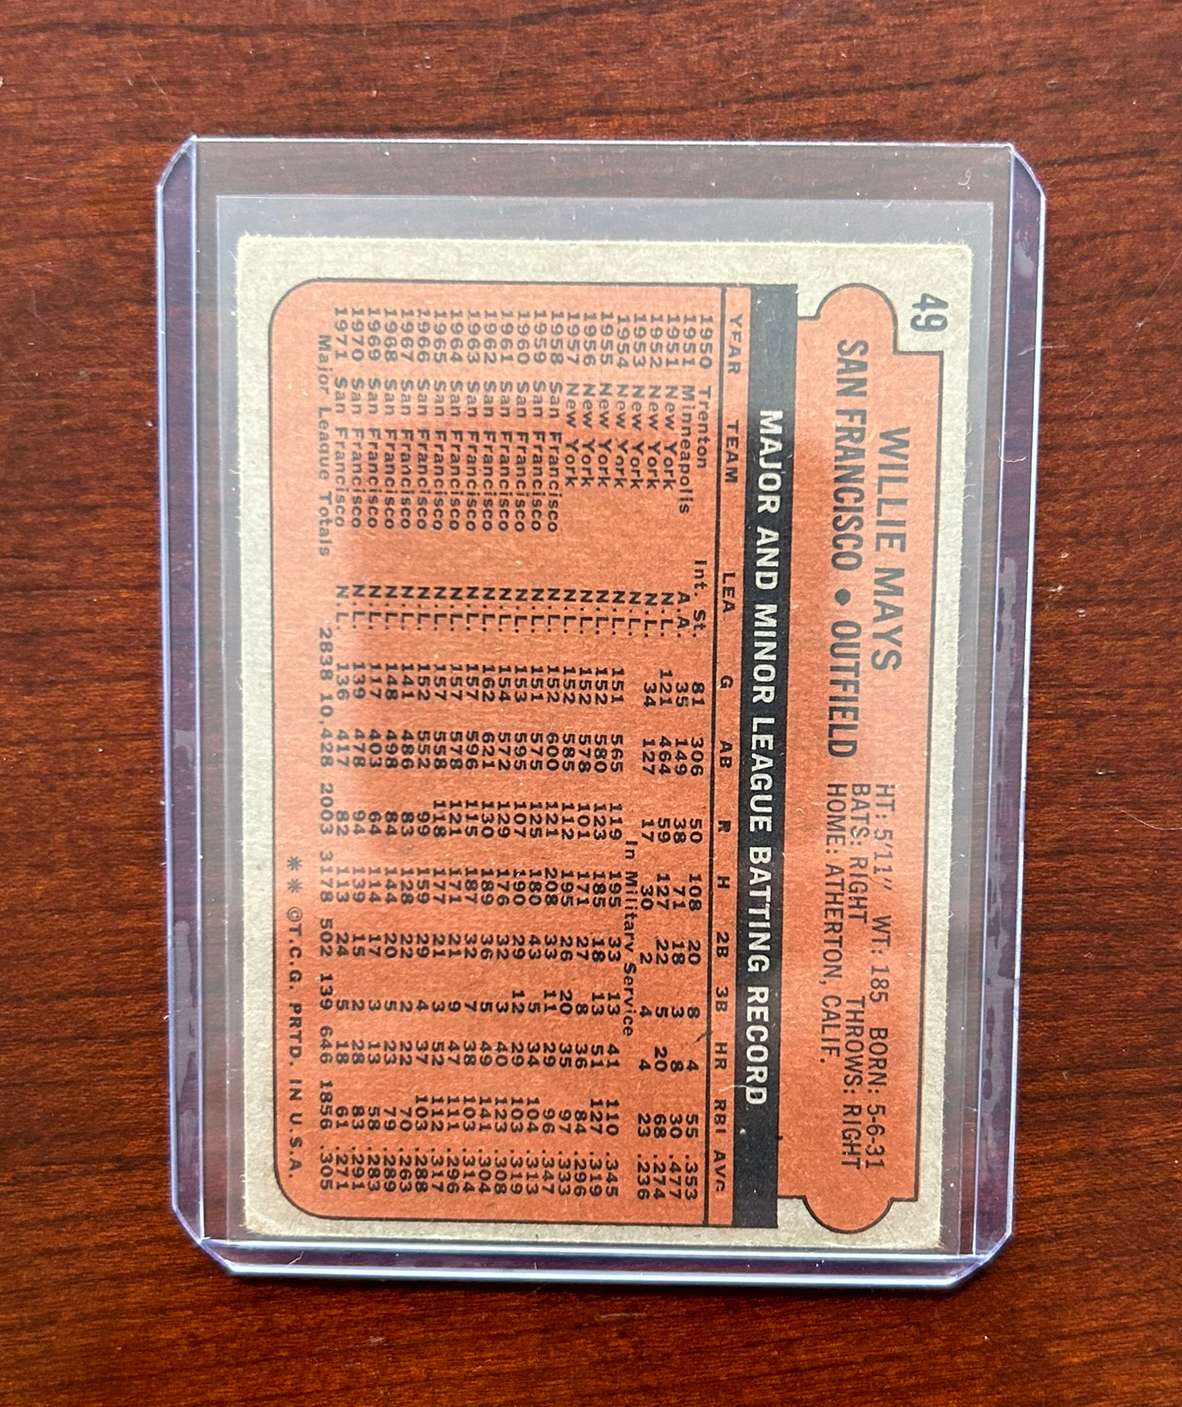 49
WILLIE MAYS
SAN FRANCISCO • OUTFIELD
HT: 5'11" WT: 185 BORN: 5-6-31
BATS: RIGHT THROWS: RIGHT
HOME: ATHERTON, CALIF.
MAJOR AND MINOR LEAGUE BATTING RECORD
YEAR TEAM LEA G AB R H 2B 3B HR RBI AVG
1950 Trenton Int. St. 81 306 50 108 20 8 4 55 .353
1951 Minneapolis A.A. 35 149 38 71 18 3 8 30 .477
1951 New York N.L. 121 464 59 127 22 5 20 68 .274
1952 New York N.L. 34 127 17 30 2 4 4 23 .236
1953 New York N.L. In Military Service
1954 New York N.L. 151 565 119 195 33 13 41 110 .345
1955 New York N.L. 152 580 123 185 18 13 51 127 .319
1956 New York N.L. 152 578 101 171 27 8 36 84 .296
1957 New York N.L. 152 585 112 195 26 20 35 97 .333
1958 San Francisco N.L. 152 600 121 208 33 11 29 96 .347
1959 San Francisco N.L. 151 575 125 180 43 5 34 104 .313
1960 San Francisco N.L. 153 595 107 190 29 12 29 103 .319
1961 San Francisco N.L. 154 572 129 176 32 3 40 123 .308
1962 San Francisco N.L. 162 621 130 189 36 5 49 141 .304
1963 San Francisco N.L. 157 596 115 187 32 7 38 103 .314
1964 San Francisco N.L. 157 578 121 171 21 9 47 111 .296
1965 San Francisco N.L. 157 558 118 177 21 3 52 112 .317
1966 San Francisco N.L. 152 552 99 159 29 4 37 103 .288
1967 San Francisco N.L. 141 486 83 128 22 2 22 70 .263
1968 San Francisco N.L. 148 498 84 144 20 5 23 79 .289
1969 San Francisco N.L. 117 403 64 114 17 3 13 58 .283
1970 San Francisco N.L. 139 478 94 139 15 2 28 83 .291
1971 San Francisco N.L. 136 417 82 113 24 5 18 61 .271
Major League Totals 2838 10,428 2003 3178 502 139 646 1856 .305
** ©T.C.G. PRTD. IN U.S.A.